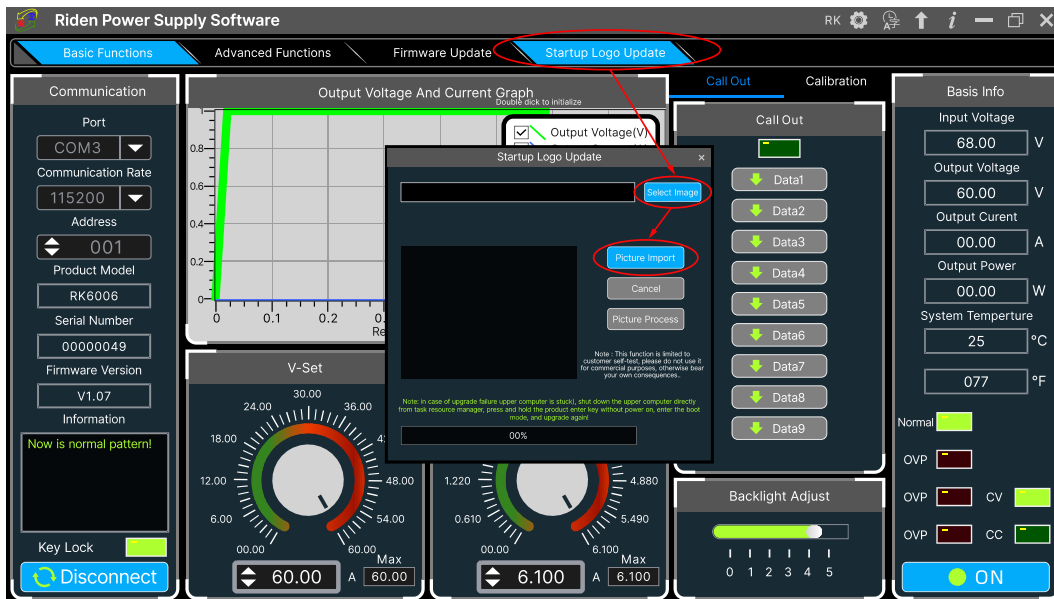 Riden Power Supply Software
RK
Basic Functions
Advanced Functions
Firmware Update
Startup Logo Update
Communication
Port
COM3
Communication Rate
115200
Address
001
Product Model
RK6006
Serial Number
00000049
Firmware Version
V1.07
Information
Now is normal pattern!
Key Lock
Disconnect
Output Voltage And Current Graph
Double dick to initialize
Output Voltage(V)
0.8
0.6
0.4
0.2
0
0
0.1
0.2
Startup Logo Update
Select Image
Picture Import
Cancel
Picture Process
Note : This function is limited to
customer self-test, please do not use it
for commercial purposes, otherwise bear
your own consequences..
Note: in case of upgrade failure upper computer is stuck), shut down the upper computer directly
from task resource manager, press and hold the product enter key without power on, enter the boot
mode, and upgrade again!
00%
V-Set
00.00
6.00
12.00
18.00
24.00
30.00
36.00
48.00
54.00
60.00
60.00
A
Max
60.00
00.00
0.610
1.220
4.880
5.490
6.100
6.100
A
Max
6.100
Call Out
Calibration
Call Out
Data1
Data2
Data3
Data4
Data5
Data6
Data7
Data8
Data9
Backlight Adjust
0 1 2 3 4 5
Basis Info
Input Voltage
68.00 V
Output Voltage
60.00 V
Output Curent
00.00 A
Output Power
00.00 W
System Temperture
25 °C
077 °F
Normal
OVP
OVP CV
OVP CC
ON